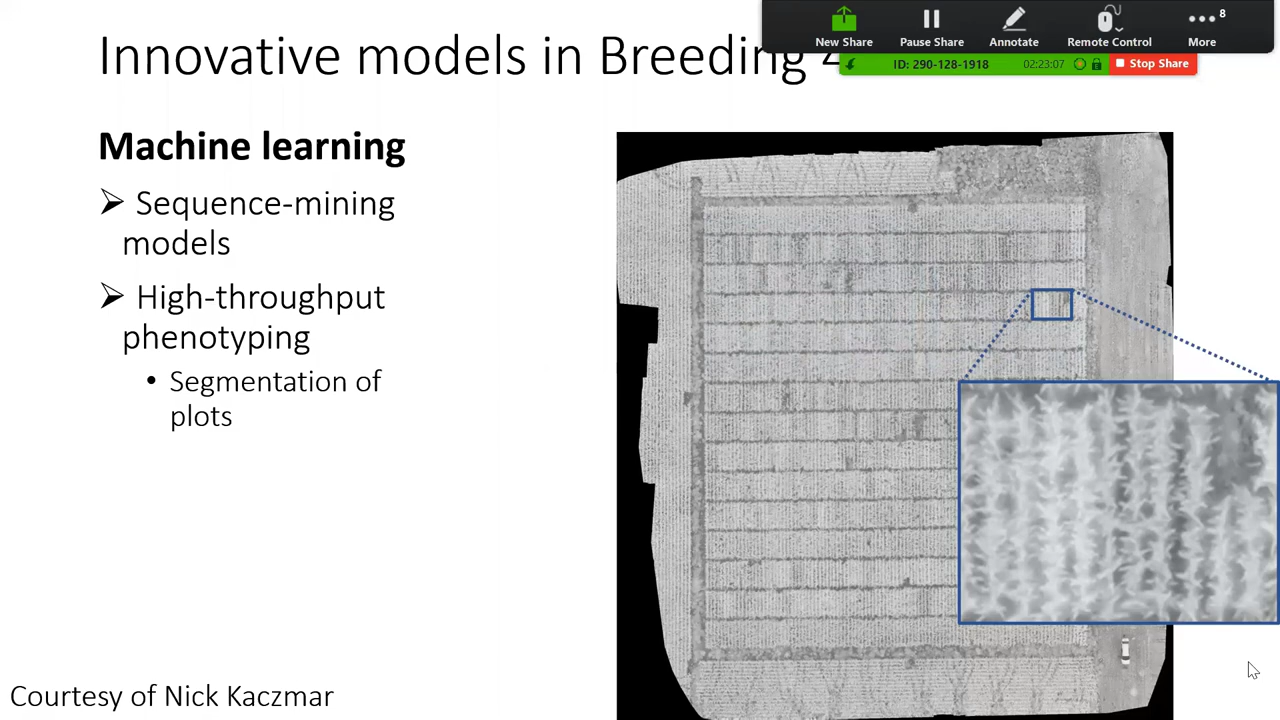 New Share
Pause Share
Annotate
Remote Control
More
8
Innovative models in Breeding
ID: 290-128-1918
02:23:07
Stop Share
Machine learning
Sequence-mining
models
High-throughput
phenotyping
Segmentation of
plots
Courtesy of Nick Kaczmar